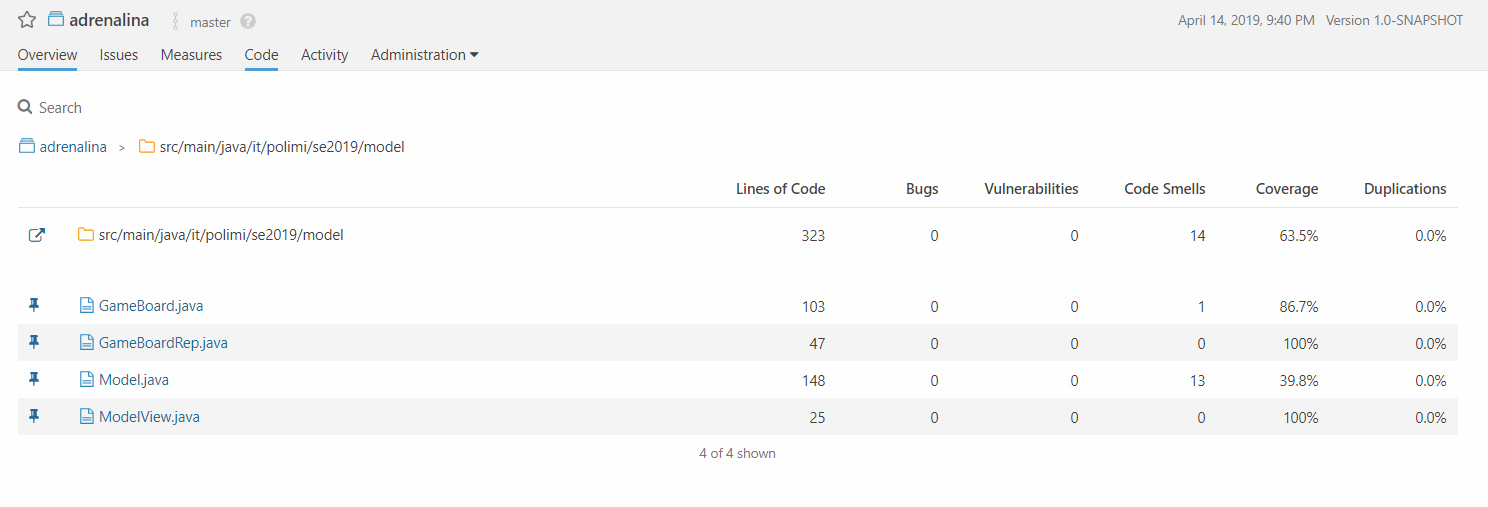 adrenalina master ? April 14, 2019, 9:40 PM Version 1.0-SNAPSHOT
Overview Issues Measures Code Activity Administration
Search
adrenalina > src/main/java/it/polimi/se2019/model
Lines of Code Bugs Vulnerabilities Code Smells Coverage Duplications
src/main/java/it/polimi/se2019/model 323 0 0 14 63.5% 0.0%
GameBoard.java 103 0 0 1 86.7% 0.0%
GameBoardRep.java 47 0 0 0 100% 0.0%
Model.java 148 0 0 13 39.8% 0.0%
ModelView.java 25 0 0 0 100% 0.0%
4 of 4 shown